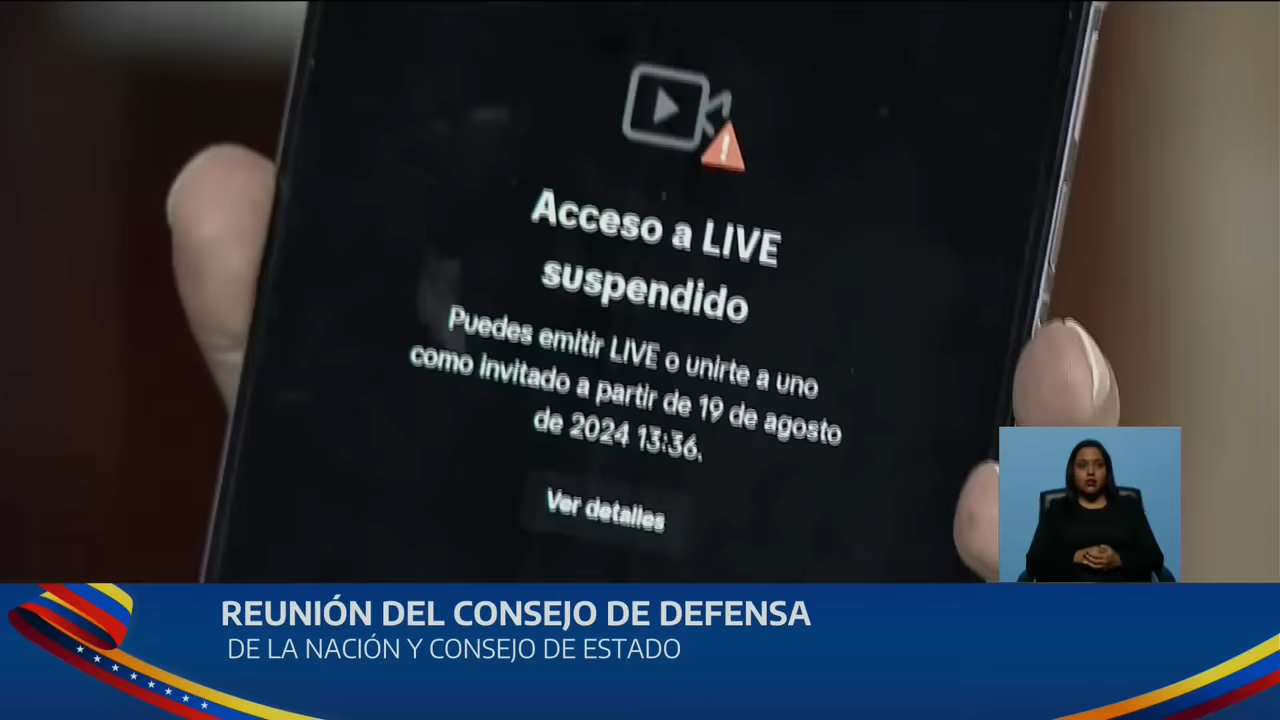 Acceso a LIVE
suspendido
Puedes emitir LIVE o unirte a uno
como invitado a partir de 19 de agosto
de 2024 13:36.
Ver detalles
REUNIÓN DEL CONSEJO DE DEFENSA
DE LA NACIÓN Y CONSEJO DE ESTADO